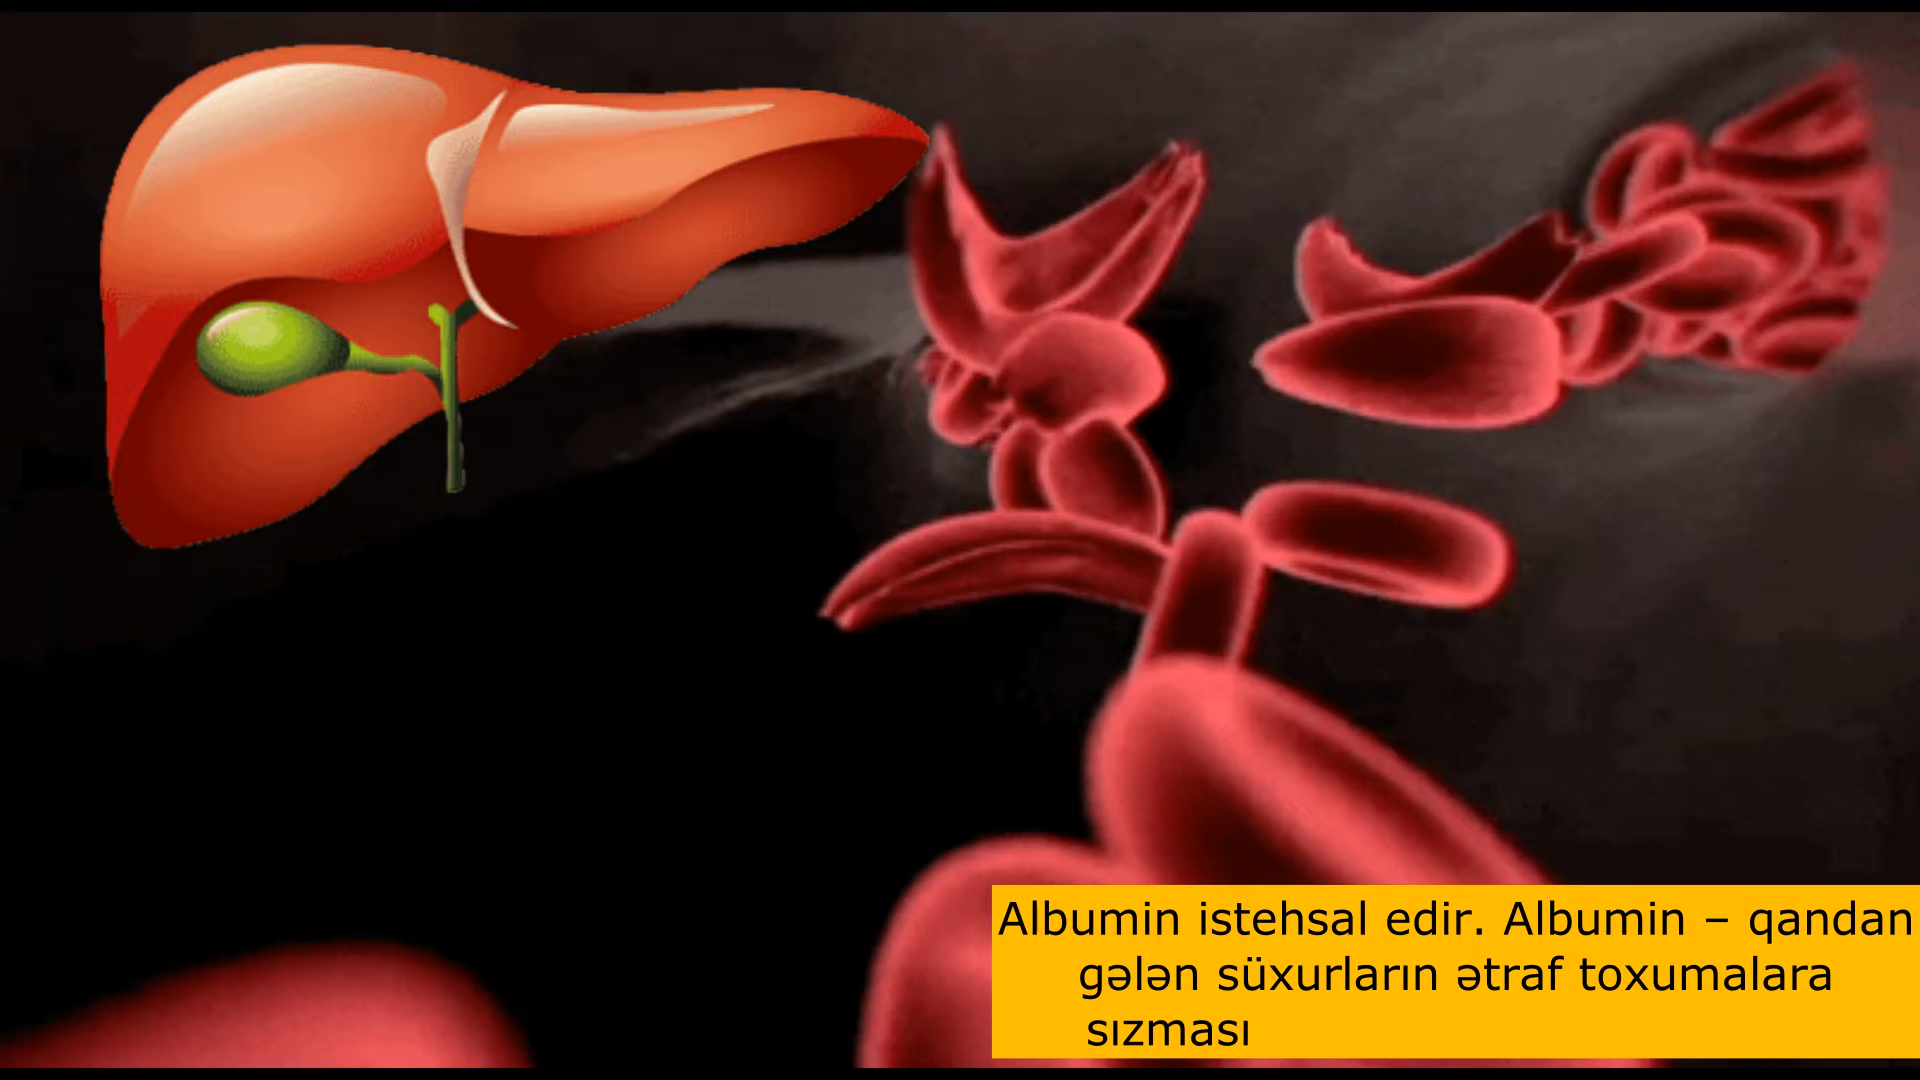 Albumin istehsal edir. Albumin – qandan
gələn süxurların ətraf toxumalara
sızması